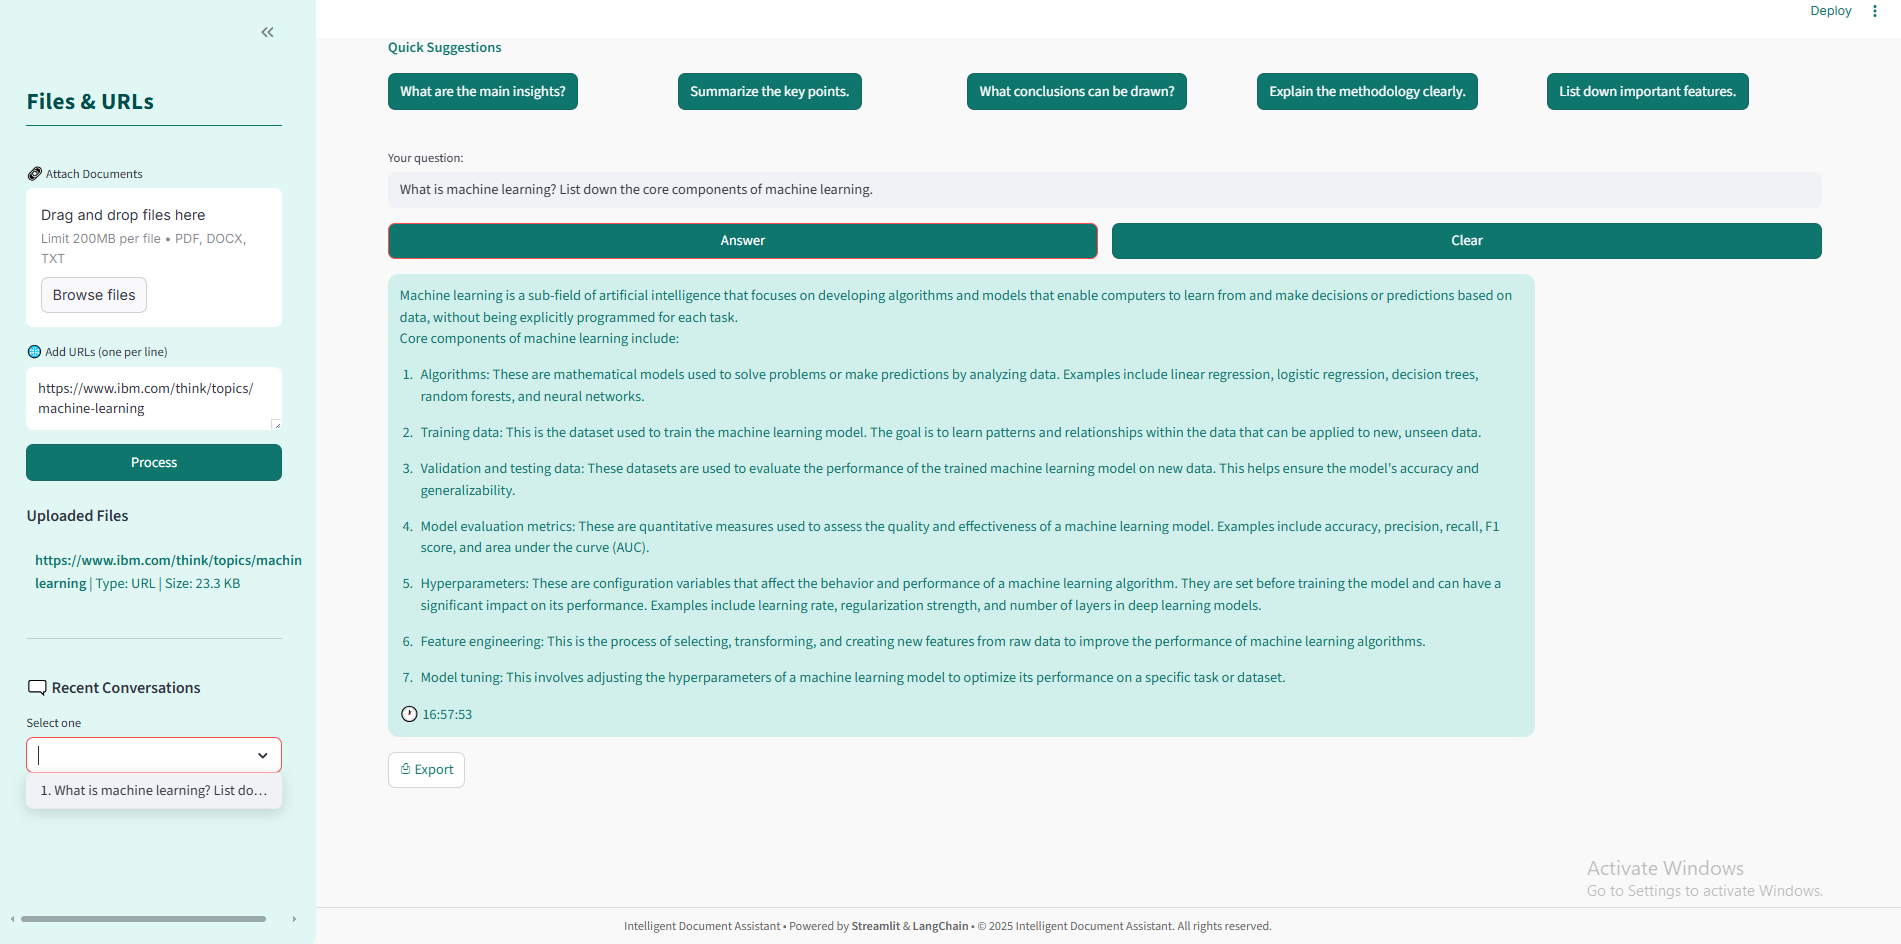 Deploy
Files & URLs
Attach Documents
Drag and drop files here
Limit 200MB per file • PDF, DOCX,
TXT
Browse files
Add URLs (one per line)
https://www.ibm.com/think/topics/
machine-learning
Process
Uploaded Files
https://www.ibm.com/think/topics/machin
learning | Type: URL | Size: 23.3 KB
Recent Conversations
Select one
1. What is machine learning? List do...
Quick Suggestions
What are the main insights?
Summarize the key points.
What conclusions can be drawn?
Explain the methodology clearly.
List down important features.
Your question:
What is machine learning? List down the core components of machine learning.
Answer
Clear
Machine learning is a sub-field of artificial intelligence that focuses on developing algorithms and models that enable computers to learn from and make decisions or predictions based on
data, without being explicitly programmed for each task.
Core components of machine learning include:
1. Algorithms: These are mathematical models used to solve problems or make predictions by analyzing data. Examples include linear regression, logistic regression, decision trees,
random forests, and neural networks.
2. Training data: This is the dataset used to train the machine learning model. The goal is to learn patterns and relationships within the data that can be applied to new, unseen data.
3. Validation and testing data: These datasets are used to evaluate the performance of the trained machine learning model on new data. This helps ensure the model's accuracy and
generalizability.
4. Model evaluation metrics: These are quantitative measures used to assess the quality and effectiveness of a machine learning model. Examples include accuracy, precision, recall, F1
score, and area under the curve (AUC).
5. Hyperparameters: These are configuration variables that affect the behavior and performance of a machine learning algorithm. They are set before training the model and can have a
significant impact on its performance. Examples include learning rate, regularization strength, and number of layers in deep learning models.
6. Feature engineering: This is the process of selecting, transforming, and creating new features from raw data to improve the performance of machine learning algorithms.
7. Model tuning: This involves adjusting the hyperparameters of a machine learning model to optimize its performance on a specific task or dataset.
16:57:53
Export
Activate Windows
Go to Settings to activate Windows.
Intelligent Document Assistant • Powered by Streamlit & LangChain • © 2025 Intelligent Document Assistant. All rights reserved.